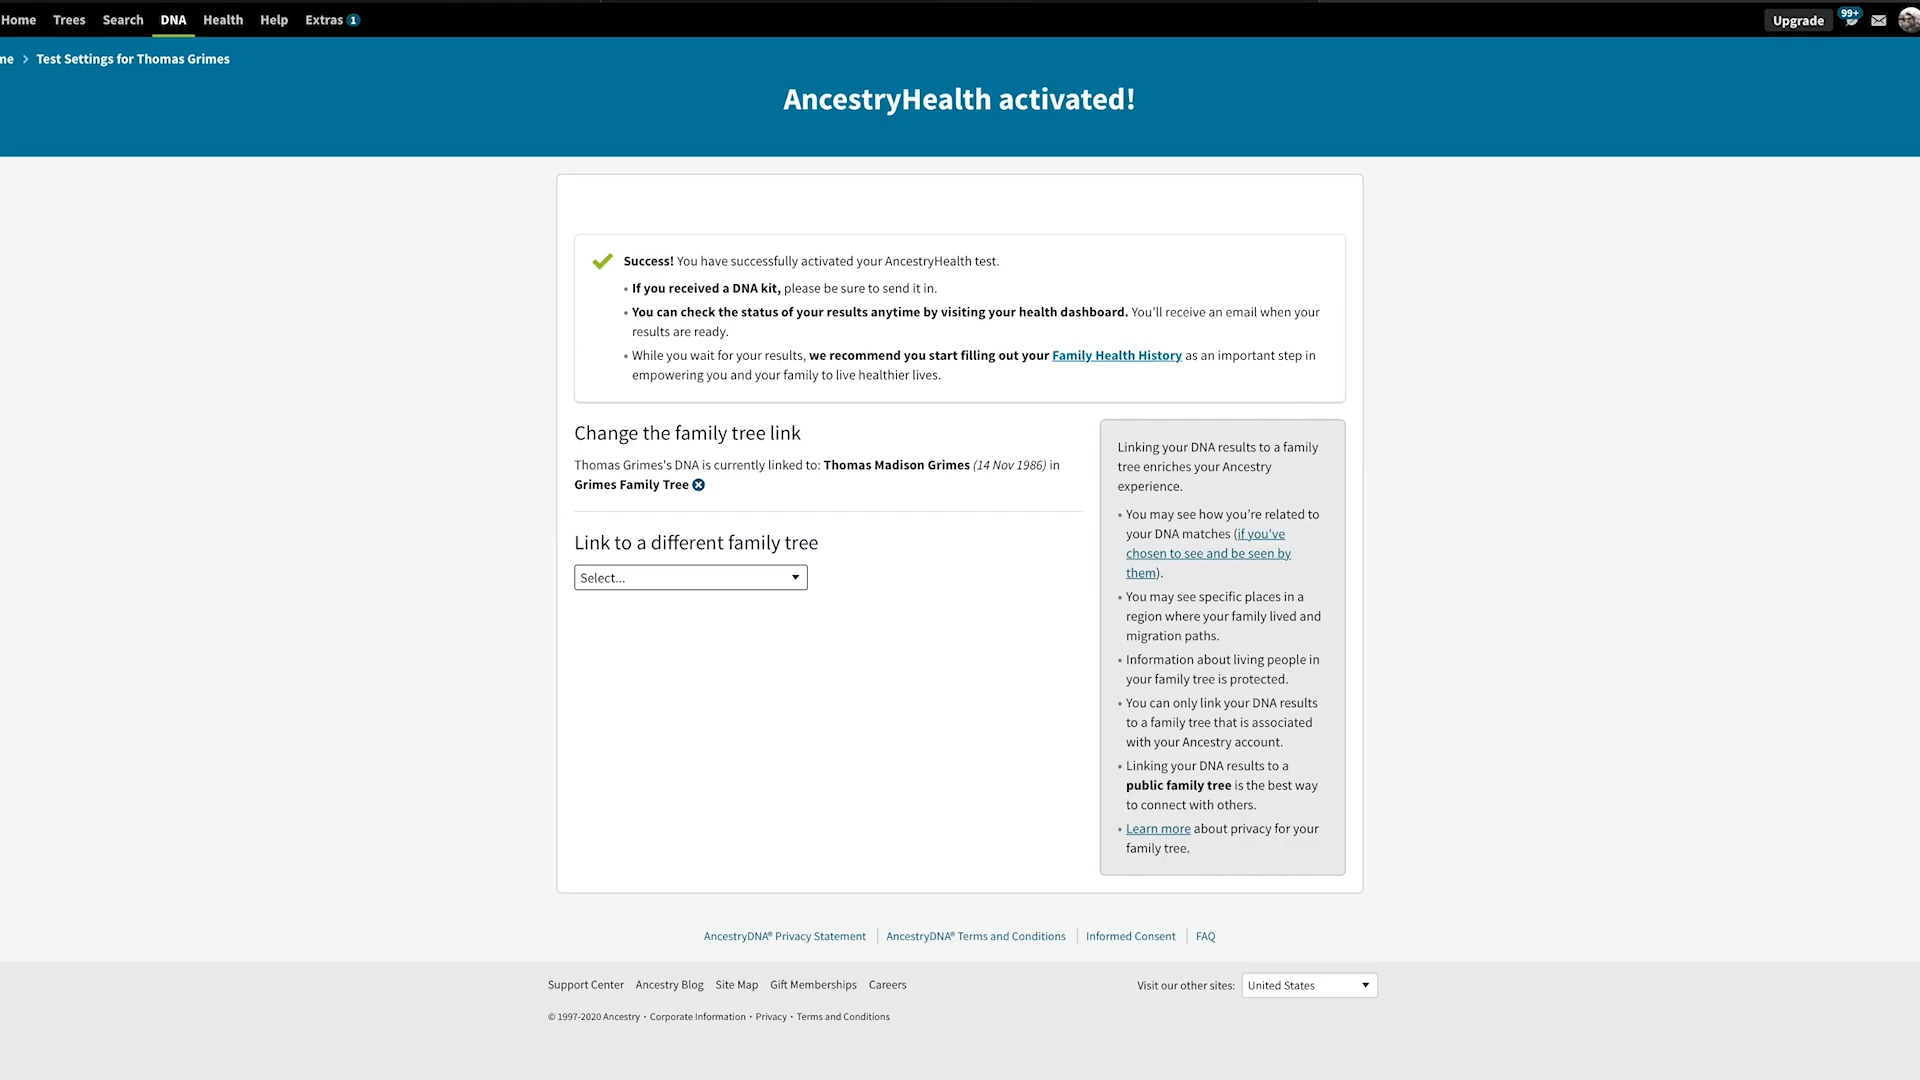 Home Trees Search DNA Health Help Extras 1 Upgrade 99+
me > Test Settings for Thomas Grimes
AncestryHealth activated!
Success! You have successfully activated your AncestryHealth test.
• If you received a DNA kit, please be sure to send it in.
• You can check the status of your results anytime by visiting your health dashboard. You'll receive an email when your
results are ready.
• While you wait for your results, we recommend you start filling out your Family Health History as an important step in
empowering you and your family to live healthier lives.
Change the family tree link
Thomas Grimes's DNA is currently linked to: Thomas Madison Grimes (14 Nov 1986) in
Grimes Family Tree
Link to a different family tree
Select...
Linking your DNA results to a family
tree enriches your Ancestry
experience.
• You may see how you’re related to
your DNA matches (if you've
chosen to see and be seen by
them).
• You may see specific places in a
region where your family lived and
migration paths.
• Information about living people in
your family tree is protected.
• You can only link your DNA results
to a family tree that is associated
with your Ancestry account.
• Linking your DNA results to a
public family tree is the best way
to connect with others.
• Learn more about privacy for your
family tree.
AncestryDNA® Privacy Statement | AncestryDNA® Terms and Conditions | Informed Consent | FAQ
Support Center Ancestry Blog Site Map Gift Memberships Careers
Visit our other sites: United States
© 1997-2020 Ancestry • Corporate Information • Privacy • Terms and Conditions